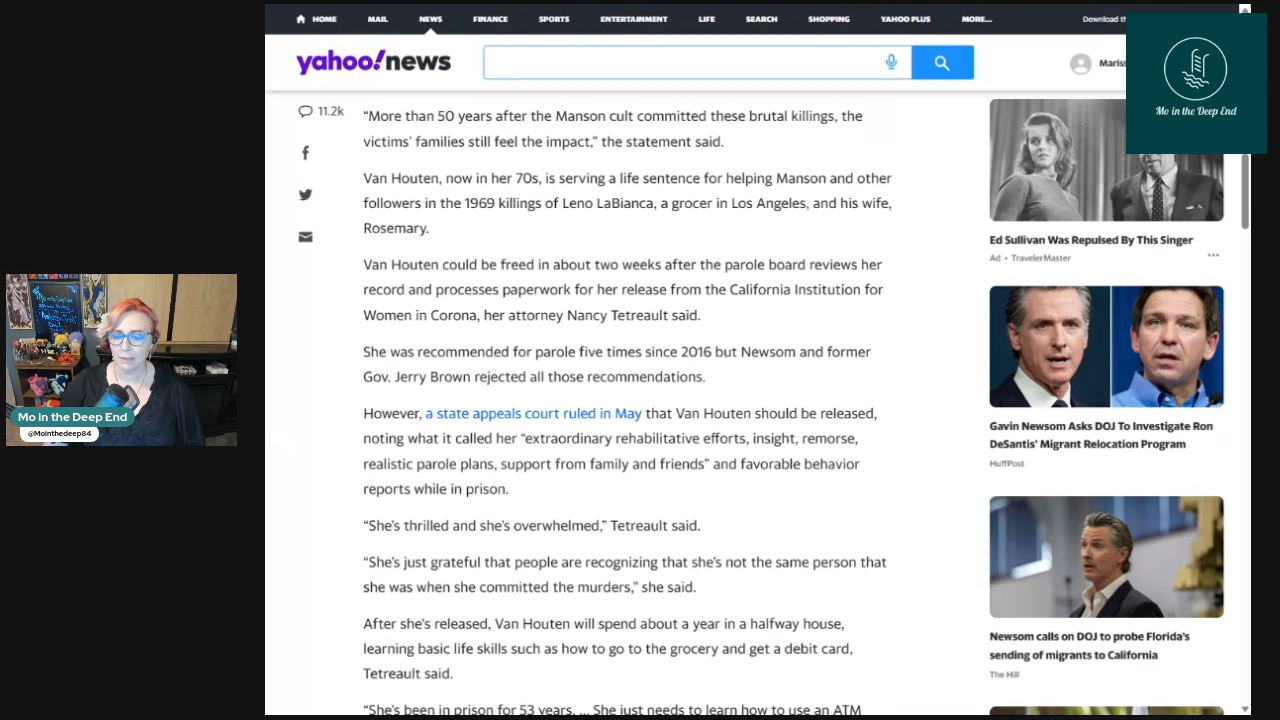 HOME MAIL NEWS FINANCE SPORTS ENTERTAINMENT LIFE SEARCH SHOPPING YAHOO PLUS MORE...
Download
yahoo!news
Mariss
Mo in the Deep End
11.2k
“More than 50 years after the Manson cult committed these brutal killings, the
victims’ families still feel the impact,” the statement said.
Van Houten, now in her 70s, is serving a life sentence for helping Manson and other
followers in the 1969 killings of Leno LaBianca, a grocer in Los Angeles, and his wife,
Rosemary.
Van Houten could be freed in about two weeks after the parole board reviews her
record and processes paperwork for her release from the California Institution for
Women in Corona, her attorney Nancy Tetreault said.
She was recommended for parole five times since 2016 but Newsom and former
Gov. Jerry Brown rejected all those recommendations.
However, a state appeals court ruled in May that Van Houten should be released,
noting what it called her “extraordinary rehabilitative efforts, insight, remorse,
realistic parole plans, support from family and friends” and favorable behavior
reports while in prison.
“She’s thrilled and she’s overwhelmed,” Tetreault said.
“She’s just grateful that people are recognizing that she’s not the same person that
she was when she committed the murders,” she said.
After she’s released, Van Houten will spend about a year in a halfway house,
learning basic life skills such as how to go to the grocery and get a debit card,
Tetreault said.
“She’s been in prison for 53 years. ... She just needs to learn how to use an ATM
Ed Sullivan Was Repulsed By This Singer
Ad • TravelerMaster
Gavin Newsom Asks DOJ To Investigate Ron
DeSantis’ Migrant Relocation Program
HuffPost
Newsom calls on DOJ to probe Florida’s
sending of migrants to California
The Hill
Mo in the Deep End
@Mointhedeep84